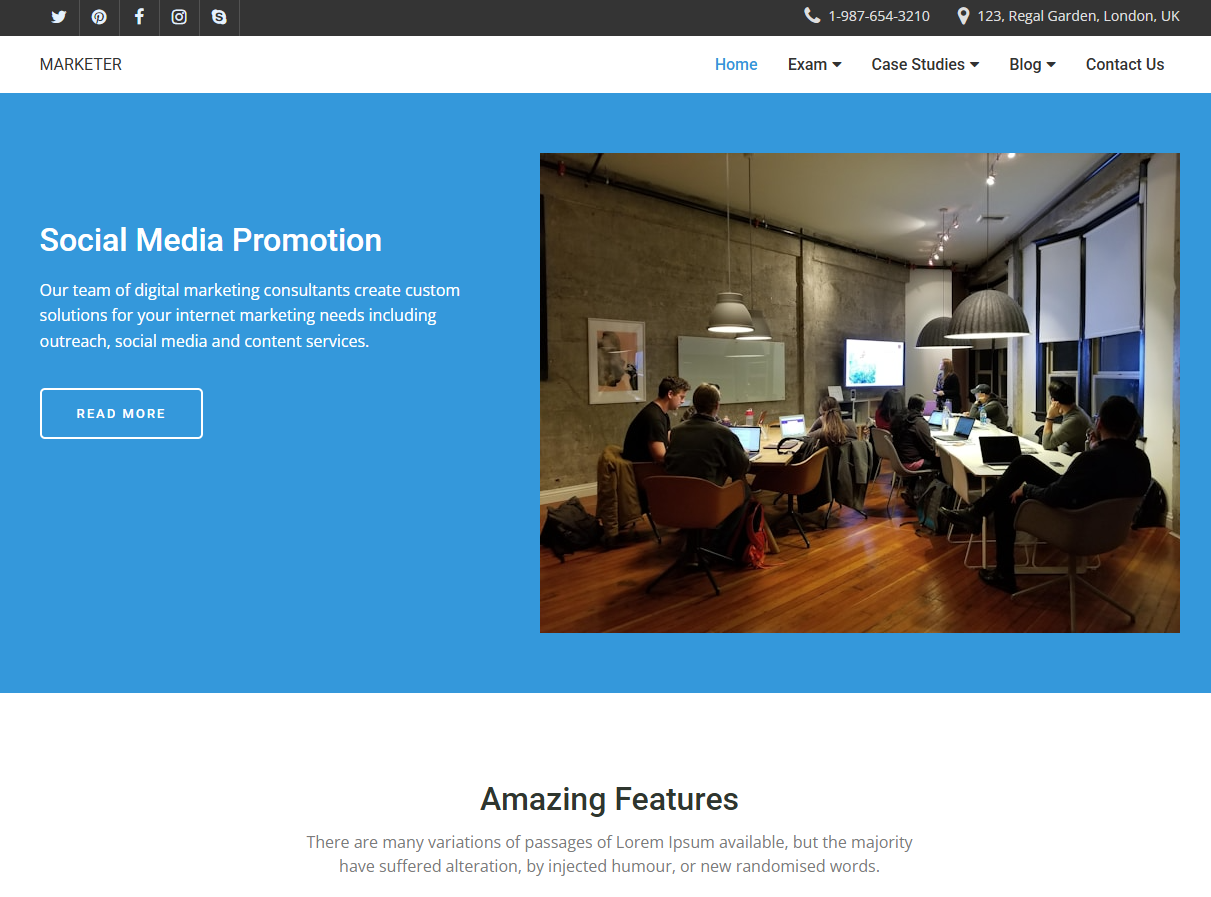 1-987-654-3210 123, Regal Garden, London, UK
MARKETER Home Exam Case Studies Blog Contact Us
Social Media Promotion
Our team of digital marketing consultants create custom
solutions for your internet marketing needs including
outreach, social media and content services.
READ MORE
Amazing Features
There are many variations of passages of Lorem Ipsum available, but the majority
have suffered alteration, by injected humour, or new randomised words.